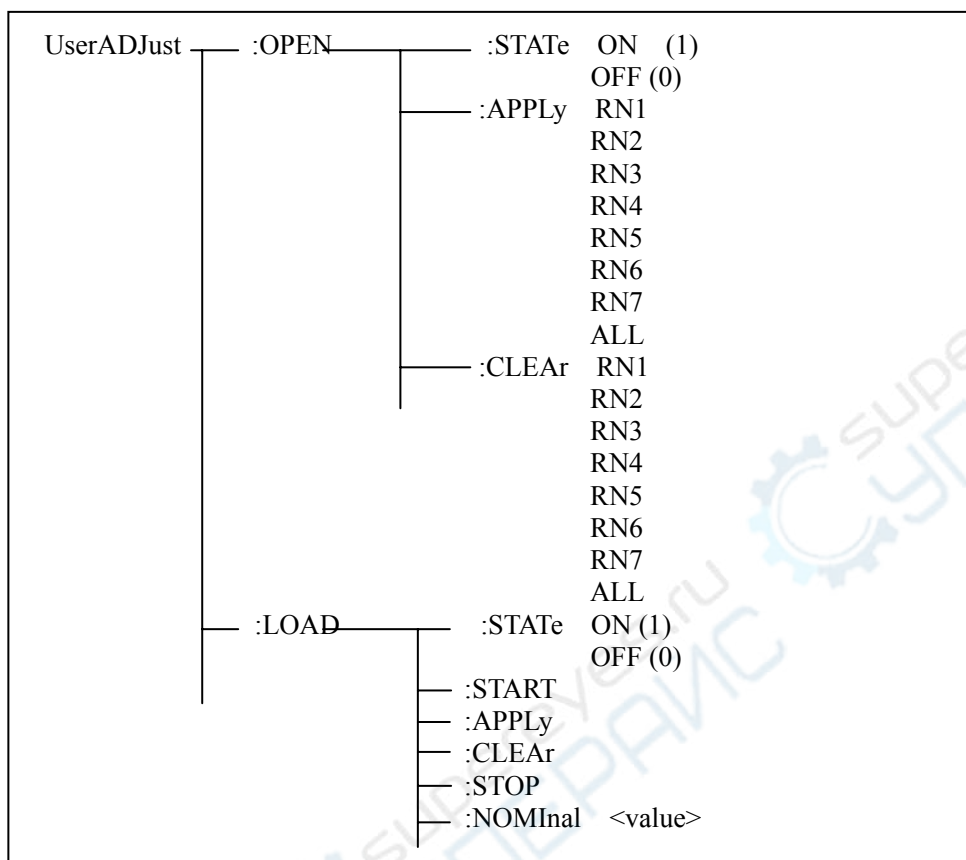 UserADJust :OPEN :STATe ON (1)
OFF (0)
:APPLy RN1
RN2
RN3
RN4
RN5
RN6
RN7
ALL
:CLEAr RN1
RN2
RN3
RN4
RN5
RN6
RN7
ALL
:LOAD :STATe ON (1)
OFF (0)
:START
:APPLy
:CLEAr
:STOP
:NOMInal <value>